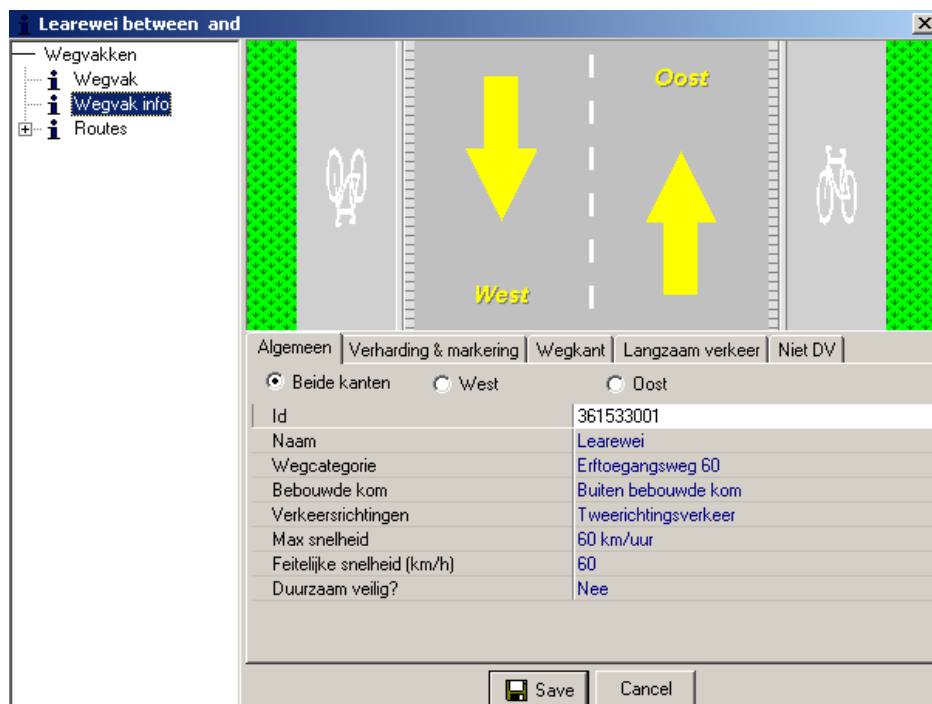 Learewei between and
Wegvakken
Wegvak
Wegvak info
Routes
Oost
West
Algemeen Verharding & markering Wegkant Langzaam verkeer Niet DV
Beide kanten West Oost
Id 361533001
Naam Learewei
Wegcategorie Erftoegangsweg 60
Bebouwde kom Buiten bebouwde kom
Verkeersrichtingen Tweerichtingsverkeer
Max snelheid 60 km/uur
Feitelijke snelheid (km/h) 60
Duurzaam veilig? Nee
Save Cancel